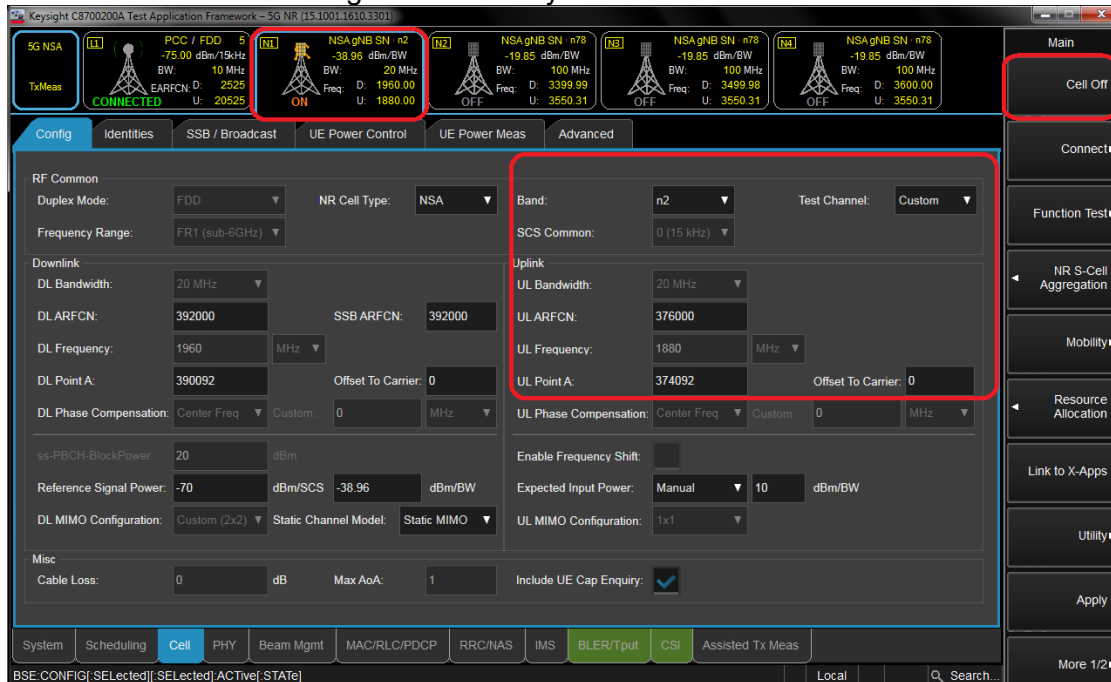 Keysight C8700200A Test Application Framework – 5G NR (15.1001.1610.3301)
5G NSA
TxMeas
L1 PCC / FDD 5
-75.00 dBm/15kHz
BW: 10 MHz
EARFCN: D: 2525
CONNECTED U: 20525
N1 NSA gNB SN · n2
-38.96 dBm/BW
BW: 20 MHz
Freq: D: 1960.00
ON U: 1880.00
N2 NSA gNB SN · n78
-19.85 dBm/BW
BW: 100 MHz
Freq: D: 3399.99
OFF U: 3550.31
N3 NSA gNB SN · n78
-19.85 dBm/BW
BW: 100 MHz
Freq: D: 3499.98
OFF U: 3550.31
N4 NSA gNB SN · n78
-19.85 dBm/BW
BW: 100 MHz
Freq: D: 3600.00
OFF U: 3550.31
Main
Cell Off
Connect
Function Test
NR S-Cell
Aggregation
Mobility
Resource
Allocation
Link to X-Apps
Utility
Apply
More 1/2
Config Identities SSB / Broadcast UE Power Control UE Power Meas Advanced
RF Common
Duplex Mode: FDD NR Cell Type: NSA Band: n2 Test Channel: Custom
Frequency Range: FR1 (sub-6GHz) SCS Common: 0 (15 kHz)
Downlink Uplink
DL Bandwidth: 20 MHz UL Bandwidth: 20 MHz
DL ARFCN: 392000 SSB ARFCN: 392000 UL ARFCN: 376000
DL Frequency: 1960 MHz UL Frequency: 1880 MHz
DL Point A: 390092 Offset To Carrier: 0 UL Point A: 374092 Offset To Carrier: 0
DL Phase Compensation: Center Freq Custom: 0 MHz UL Phase Compensation: Center Freq Custom: 0 MHz
ss-PBCH-BlockPower: 20 dBm Enable Frequency Shift:
Reference Signal Power: -70 dBm/SCS -38.96 dBm/BW Expected Input Power: Manual 10 dBm/BW
DL MIMO Configuration: Custom (2x2) Static Channel Model: Static MIMO UL MIMO Configuration: 1x1
Misc
Cable Loss: 0 dB Max AoA: 1 Include UE Cap Enquiry:
System Scheduling Cell PHY Beam Mgmt MAC/RLC/PDCP RRC/NAS IMS BLER/Tput CSI Assisted Tx Meas
BSE:CONFIG[:SELected][:SELected]:ACTive[:STATe] Local Search...